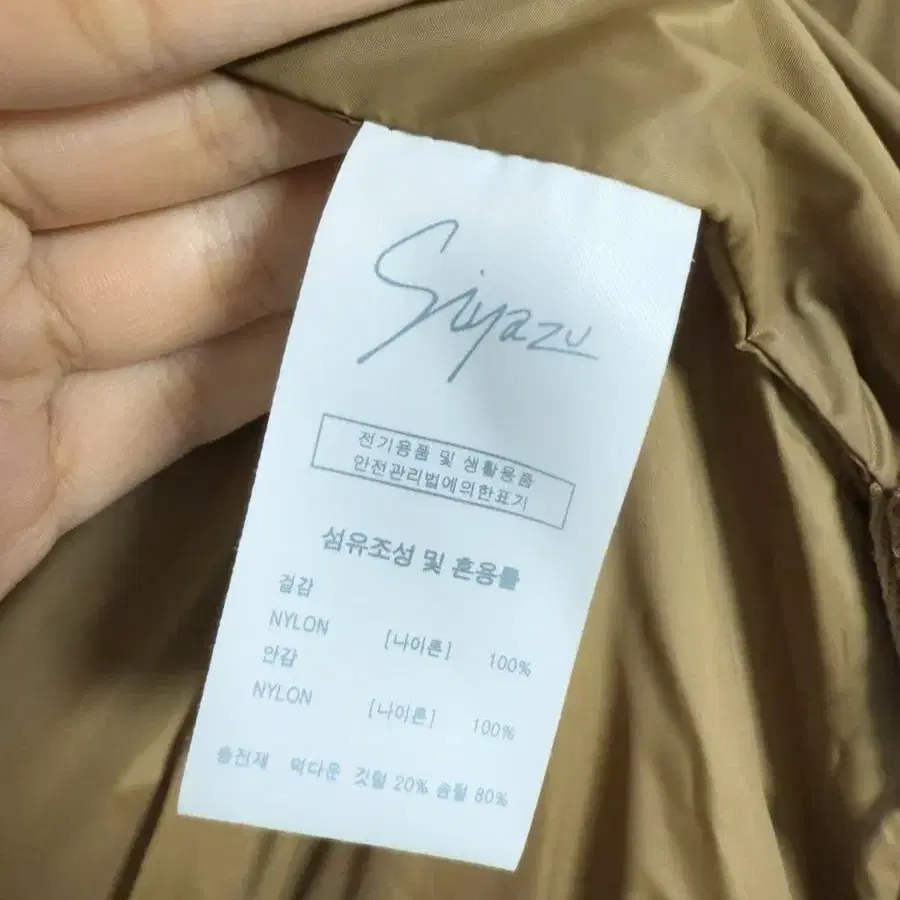 Siyazu
전기용품 및 생활용품
안전관리법에의한표기
섬유조성 및 혼용률
겉감
NYLON [나이론] 100%
안감
NYLON [나이론] 100%
충전재 덕다운 깃털 20% 솜털 80%